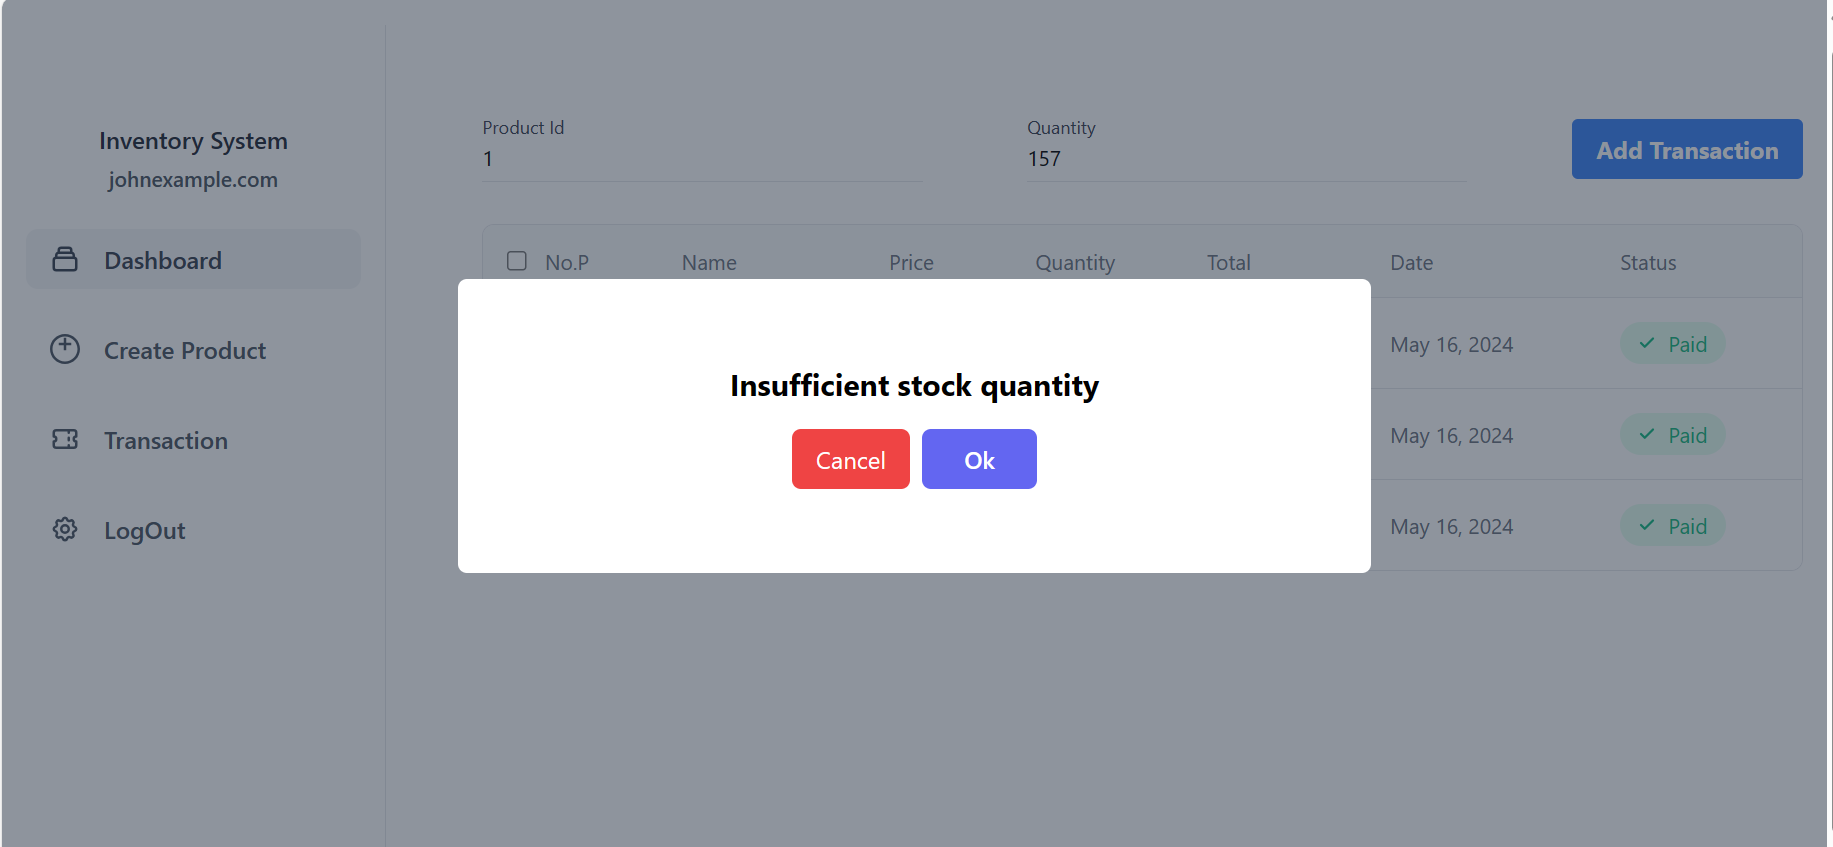 Inventory System
johnexample.com
Dashboard
Create Product
Transaction
LogOut
Product Id
1
Quantity
157
Add Transaction
No.P Name Price Quantity Total Date Status
May 16, 2024 Paid
May 16, 2024 Paid
May 16, 2024 Paid
Insufficient stock quantity
Cancel Ok